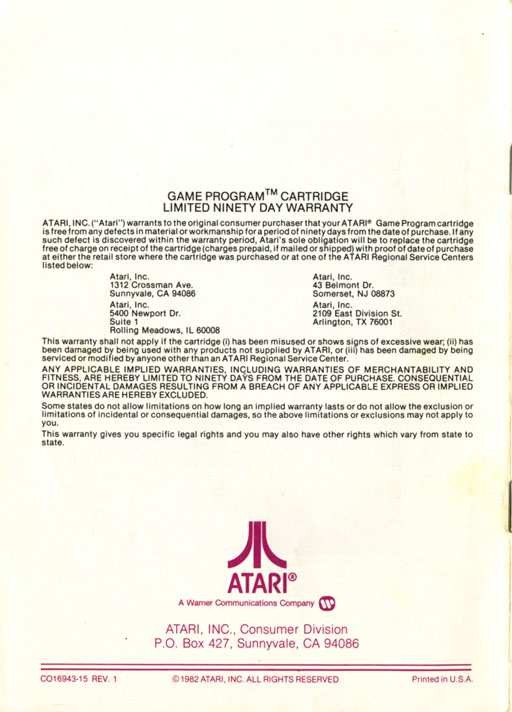 GAME PROGRAM™ CARTRIDGE
LIMITED NINETY DAY WARRANTY
ATARI, INC. ("Atari") warrants to the original consumer purchaser that your ATARI® Game Program cartridge
is free from any defects in material or workmanship for a period of ninety days from the date of purchase. If any
such defect is discovered within the warranty period, Atari's sole obligation will be to replace the cartridge
free of charge on receipt of the cartridge (charges prepaid, if mailed or shipped) with proof of date of purchase
at either the retail store where the cartridge was purchased or at one of the ATARI Regional Service Centers
listed below:
Atari, Inc.
1312 Crossman Ave.
Sunnyvale, CA 94086
Atari, Inc.
43 Belmont Dr.
Somerset, NJ 08873
Atari, Inc.
5400 Newport Dr.
Suite 1
Rolling Meadows, IL 60008
Atari, Inc.
2109 East Division St.
Arlington, TX 76001
This warranty shall not apply if the cartridge (i) has been misused or shows signs of excessive wear; (ii) has
been damaged by being used with any products not supplied by ATARI, or (iii) has been damaged by being
serviced or modified by anyone other than an ATARI Regional Service Center.
ANY APPLICABLE IMPLIED WARRANTIES, INCLUDING WARRANTIES OF MERCHANTABILITY AND
FITNESS, ARE HEREBY LIMITED TO NINETY DAYS FROM THE DATE OF PURCHASE. CONSEQUENTIAL
OR INCIDENTAL DAMAGES RESULTING FROM A BREACH OF ANY APPLICABLE EXPRESS OR IMPLIED
WARRANTIES ARE HEREBY EXCLUDED.
Some states do not allow limitations on how long an implied warranty lasts or do not allow the exclusion or
limitations of incidental or consequential damages, so the above limitations or exclusions may not apply to
you.
This warranty gives you specific legal rights and you may also have other rights which vary from state to
state.
ATARI®
A Warner Communications Company
ATARI, INC., Consumer Division
P.O. Box 427, Sunnyvale, CA 94086
CO16943-15 REV. 1
©1982 ATARI, INC. ALL RIGHTS RESERVED
Printed in U.S.A.